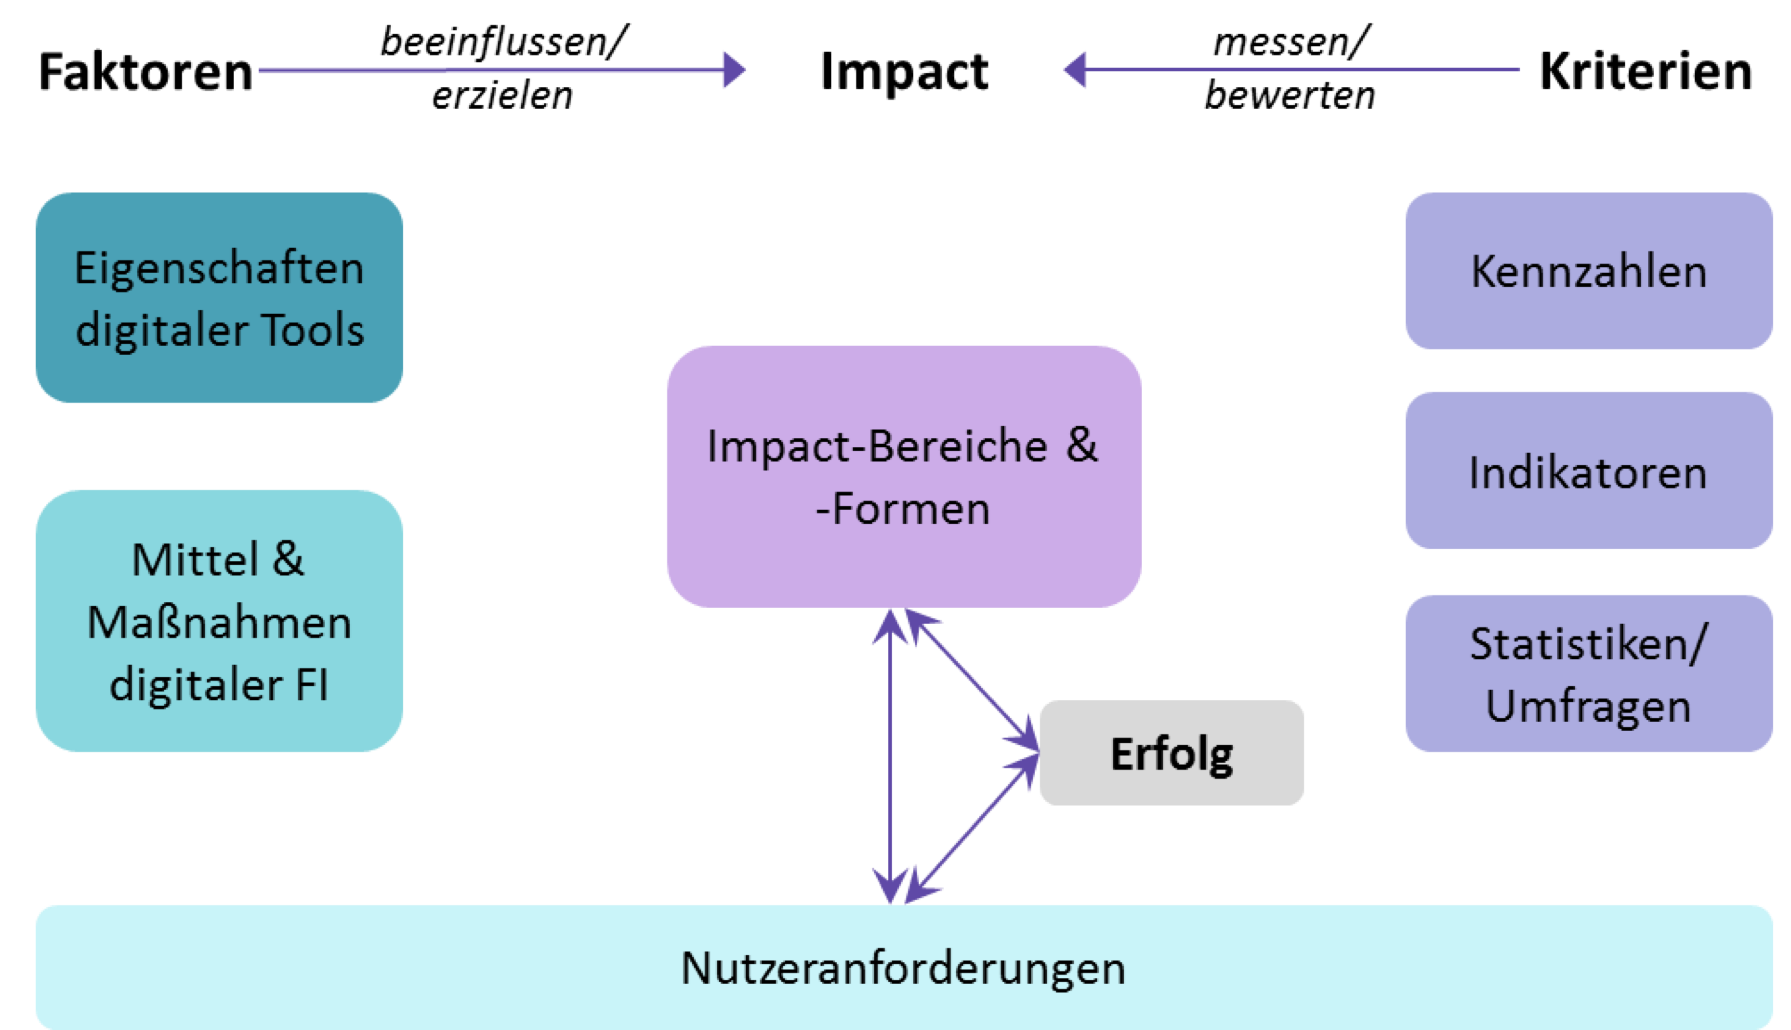 Faktoren
beeinflussen/
erzielen
Impact
messen/
bewerten
Kriterien
Eigenschaften
digitaler Tools
Mittel &
Maßnahmen
digitaler FI
Impact-Bereiche &
-Formen
Kennzahlen
Indikatoren
Statistiken/
Umfragen
Erfolg
Nutzeranforderungen